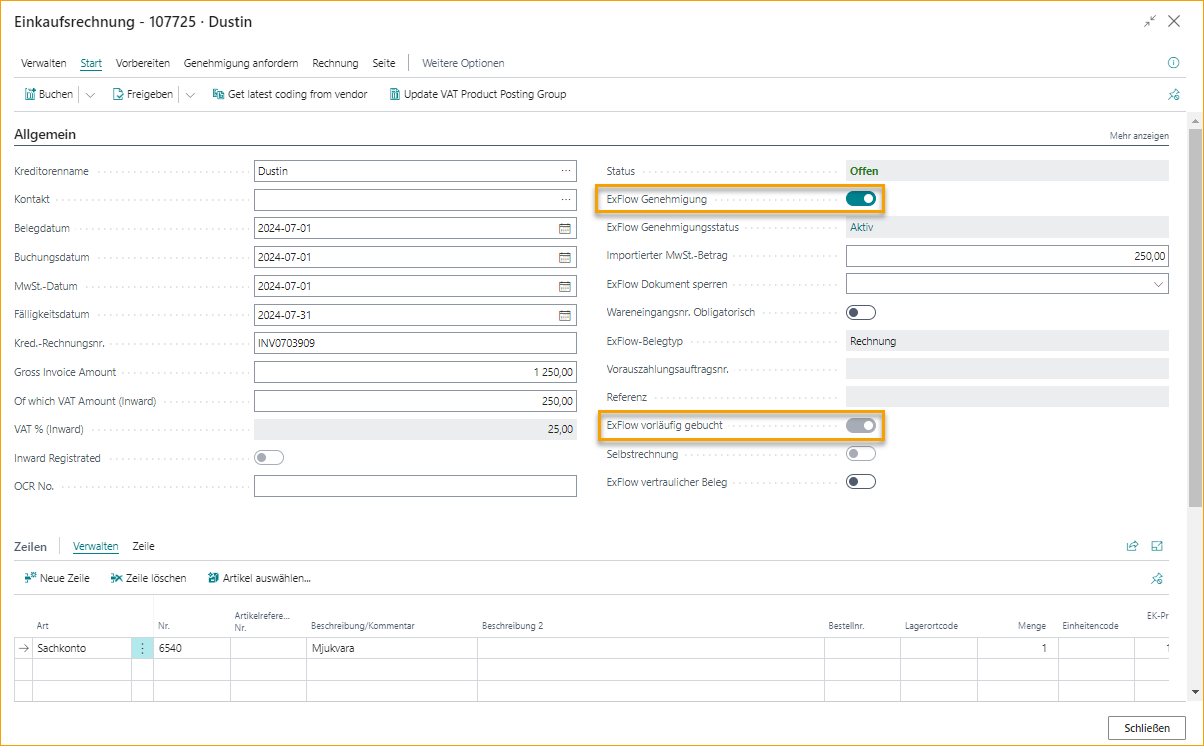 Einkaufsrechnung - 107725 · Dustin
Verwalten Start Vorbereiten Genehmigung anfordern Rechnung Seite Weitere Optionen
Buchen Freigeben Get latest coding from vendor Update VAT Product Posting Group
Allgemein Mehr anzeigen
Kreditorenname Dustin
Kontakt
Belegdatum 2024-07-01
Buchungsdatum 2024-07-01
MwSt.-Datum 2024-07-01
Fälligkeitsdatum 2024-07-31
Kred.-Rechnungsnr. INV0703909
Gross Invoice Amount 1 250,00
Of which VAT Amount (Inward) 250,00
VAT % (Inward) 25,00
Inward Registrated
OCR No.
Status Offen
ExFlow Genehmigung
ExFlow Genehmigungsstatus Aktiv
Importierter MwSt.-Betrag 250,00
ExFlow Dokument sperren
Wareneingangsnr. Obligatorisch
ExFlow-Belegtyp Rechnung
Vorauszahlungsauftragsnr.
Referenz
ExFlow vorläufig gebucht
Selbstrechnung
ExFlow vertraulicher Beleg
Zeilen Verwalten Zeile
Neue Zeile Zeile löschen Artikel auswählen...
Art Nr. Artikelrefere... Nr. Beschreibung/Kommentar Beschreibung 2 Bestellnr. Lagerortcode Menge Einheitencode EK-Pr
Sachkonto 6540 Mjukvara 1 1
Schließen